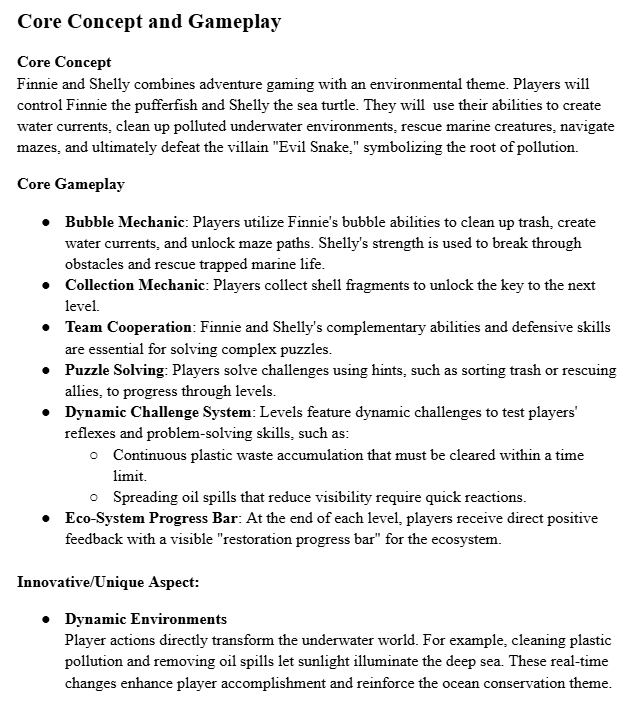 Core Concept and Gameplay
Core Concept
Finnie and Shelly combines adventure gaming with an environmental theme. Players will
control Finnie the pufferfish and Shelly the sea turtle. They will  use their abilities to create
water currents, clean up polluted underwater environments, rescue marine creatures, navigate
mazes, and ultimately defeat the villain "Evil Snake," symbolizing the root of pollution.
Core Gameplay
● Bubble Mechanic: Players utilize Finnie's bubble abilities to clean up trash, create
water currents, and unlock maze paths. Shelly's strength is used to break through
obstacles and rescue trapped marine life.
● Collection Mechanic: Players collect shell fragments to unlock the key to the next
level.
● Team Cooperation: Finnie and Shelly's complementary abilities and defensive skills
are essential for solving complex puzzles.
● Puzzle Solving: Players solve challenges using hints, such as sorting trash or rescuing
allies, to progress through levels.
● Dynamic Challenge System: Levels feature dynamic challenges to test players'
reflexes and problem-solving skills, such as:
○ Continuous plastic waste accumulation that must be cleared within a time
limit.
○ Spreading oil spills that reduce visibility require quick reactions.
● Eco-System Progress Bar: At the end of each level, players receive direct positive
feedback with a visible "restoration progress bar" for the ecosystem.
Innovative/Unique Aspect:
● Dynamic Environments
Player actions directly transform the underwater world. For example, cleaning plastic
pollution and removing oil spills let sunlight illuminate the deep sea. These real-time
changes enhance player accomplishment and reinforce the ocean conservation theme.